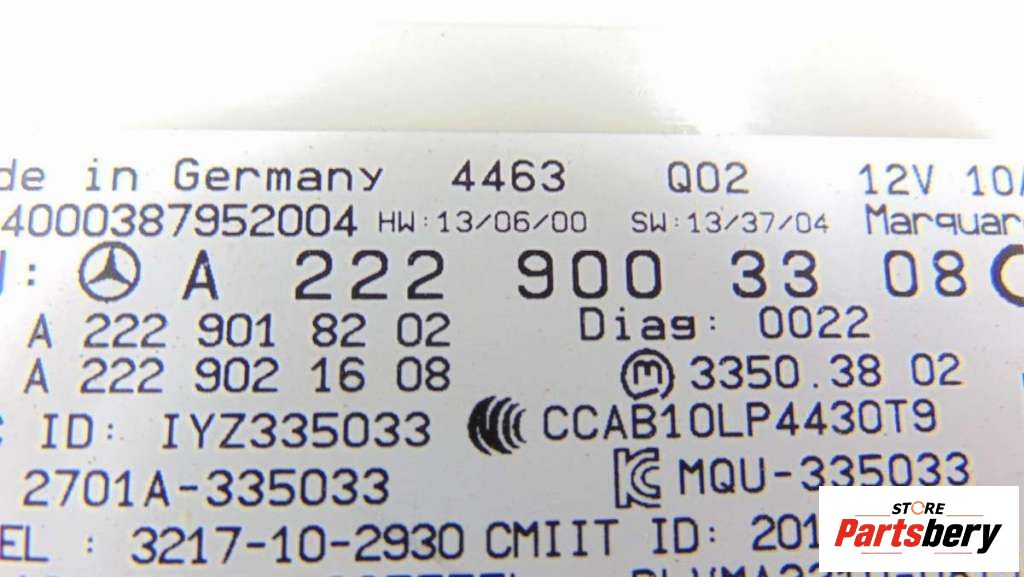 de in Germany 4463 Q02 12V 10A
4000387952004 HW:13/06/00 SW:13/37/04 Marquar
: A 222 900 33 08
A 222 901 82 02 Diag: 0022
A 222 902 16 08 m 3350.38 02
C ID: IYZ335033 CCAB10LP4430T9
2701A-335033 MQU-335033
EL : 3217-10-2930 CMIIT ID: 201
STORE
Partsbery